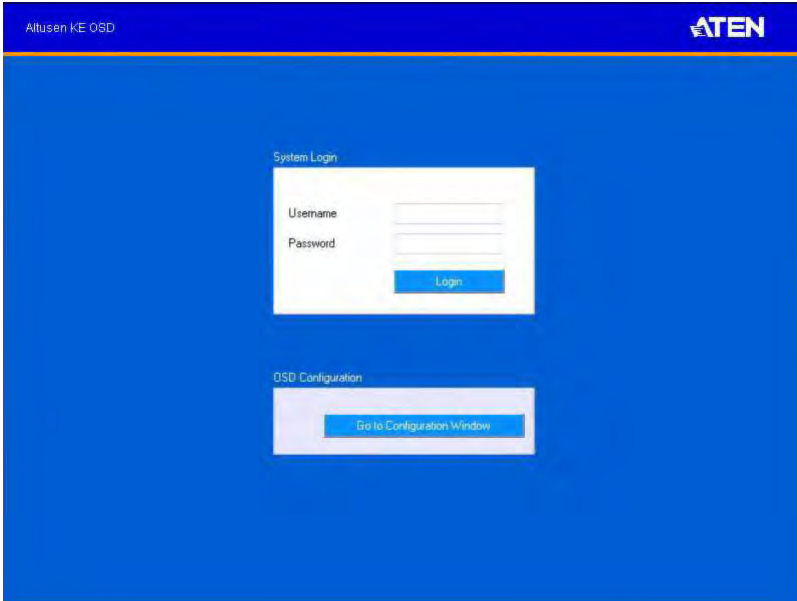 Altusen KE OSD
ATEN
System Login
Username
Password
Login
OSD Configuration
Go to Configuration Window